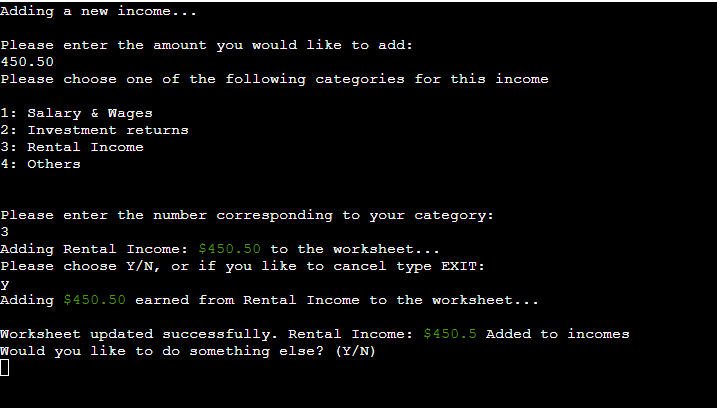 Adding a new income...
Please enter the amount you would like to add:
450.50
Please choose one of the following categories for this income
1: Salary & Wages
2: Investment returns
3: Rental Income
4: Others
Please enter the number corresponding to your category:
3
Adding Rental Income: $450.50 to the worksheet...
Please choose Y/N, or if you like to cancel type EXIT:
y
Adding $450.50 earned from Rental Income to the worksheet...
Worksheet updated successfully. Rental Income: $450.5 Added to incomes
Would you like to do something else? (Y/N)